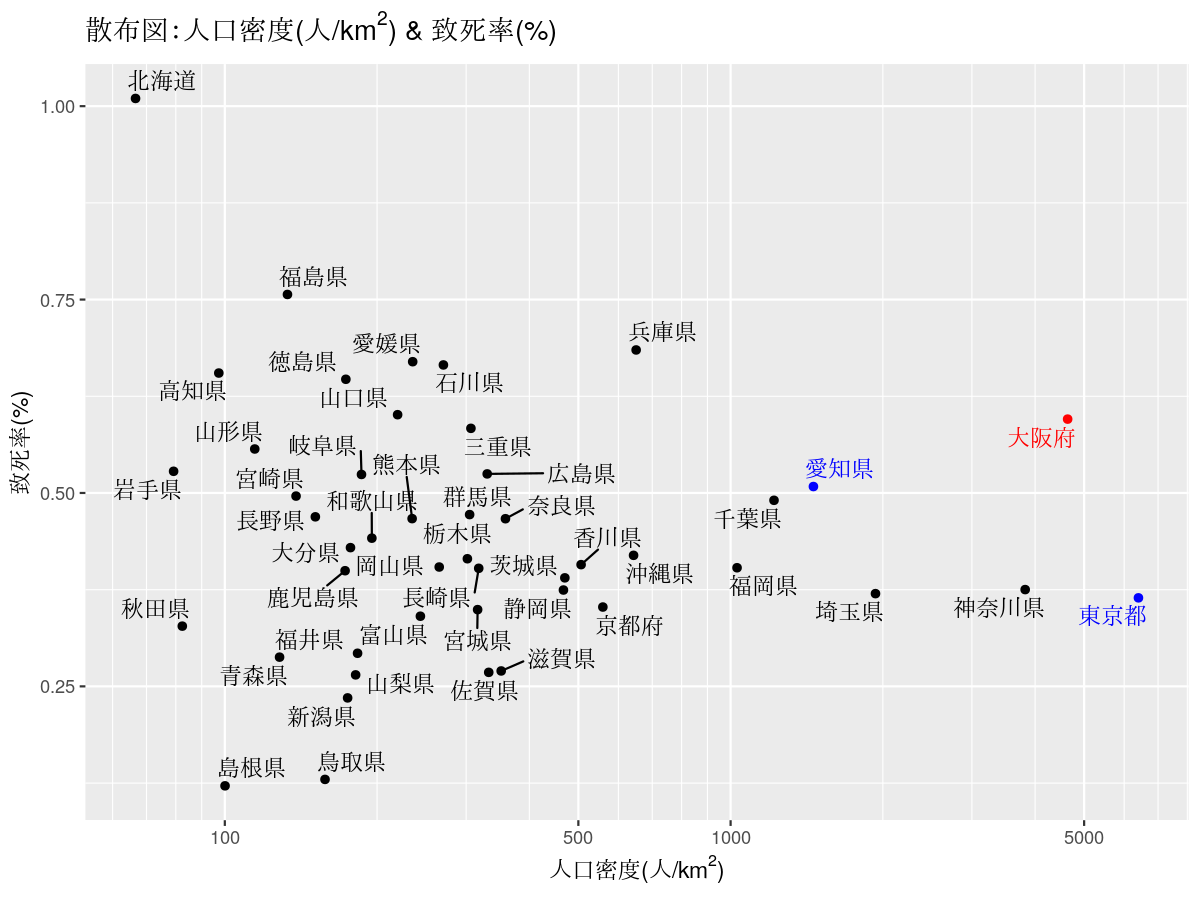 散布図：人口密度(人/km²) & 致死率(%)
北海道
1.00
福島県
0.75
兵庫県
愛媛県
徳島県
石川県
高知県
山口県
大阪府
山形県
岐阜県
三重県
熊本県
愛知県
広島県
岩手県
宮崎県
0.50
和歌山県
群馬県
奈良県
長野県
千葉県
栃木県
香川県
大分県
岡山県
茨城県
沖縄県
福岡県
鹿児島県
長崎県
静岡県
秋田県
埼玉県
神奈川県
東京都
京都府
福井県
富山県
宮城県
滋賀県
青森県
山梨県
佐賀県
0.25
新潟県
島根県
鳥取県
致死率(%)
100
500
1000
5000
人口密度(人/km²)